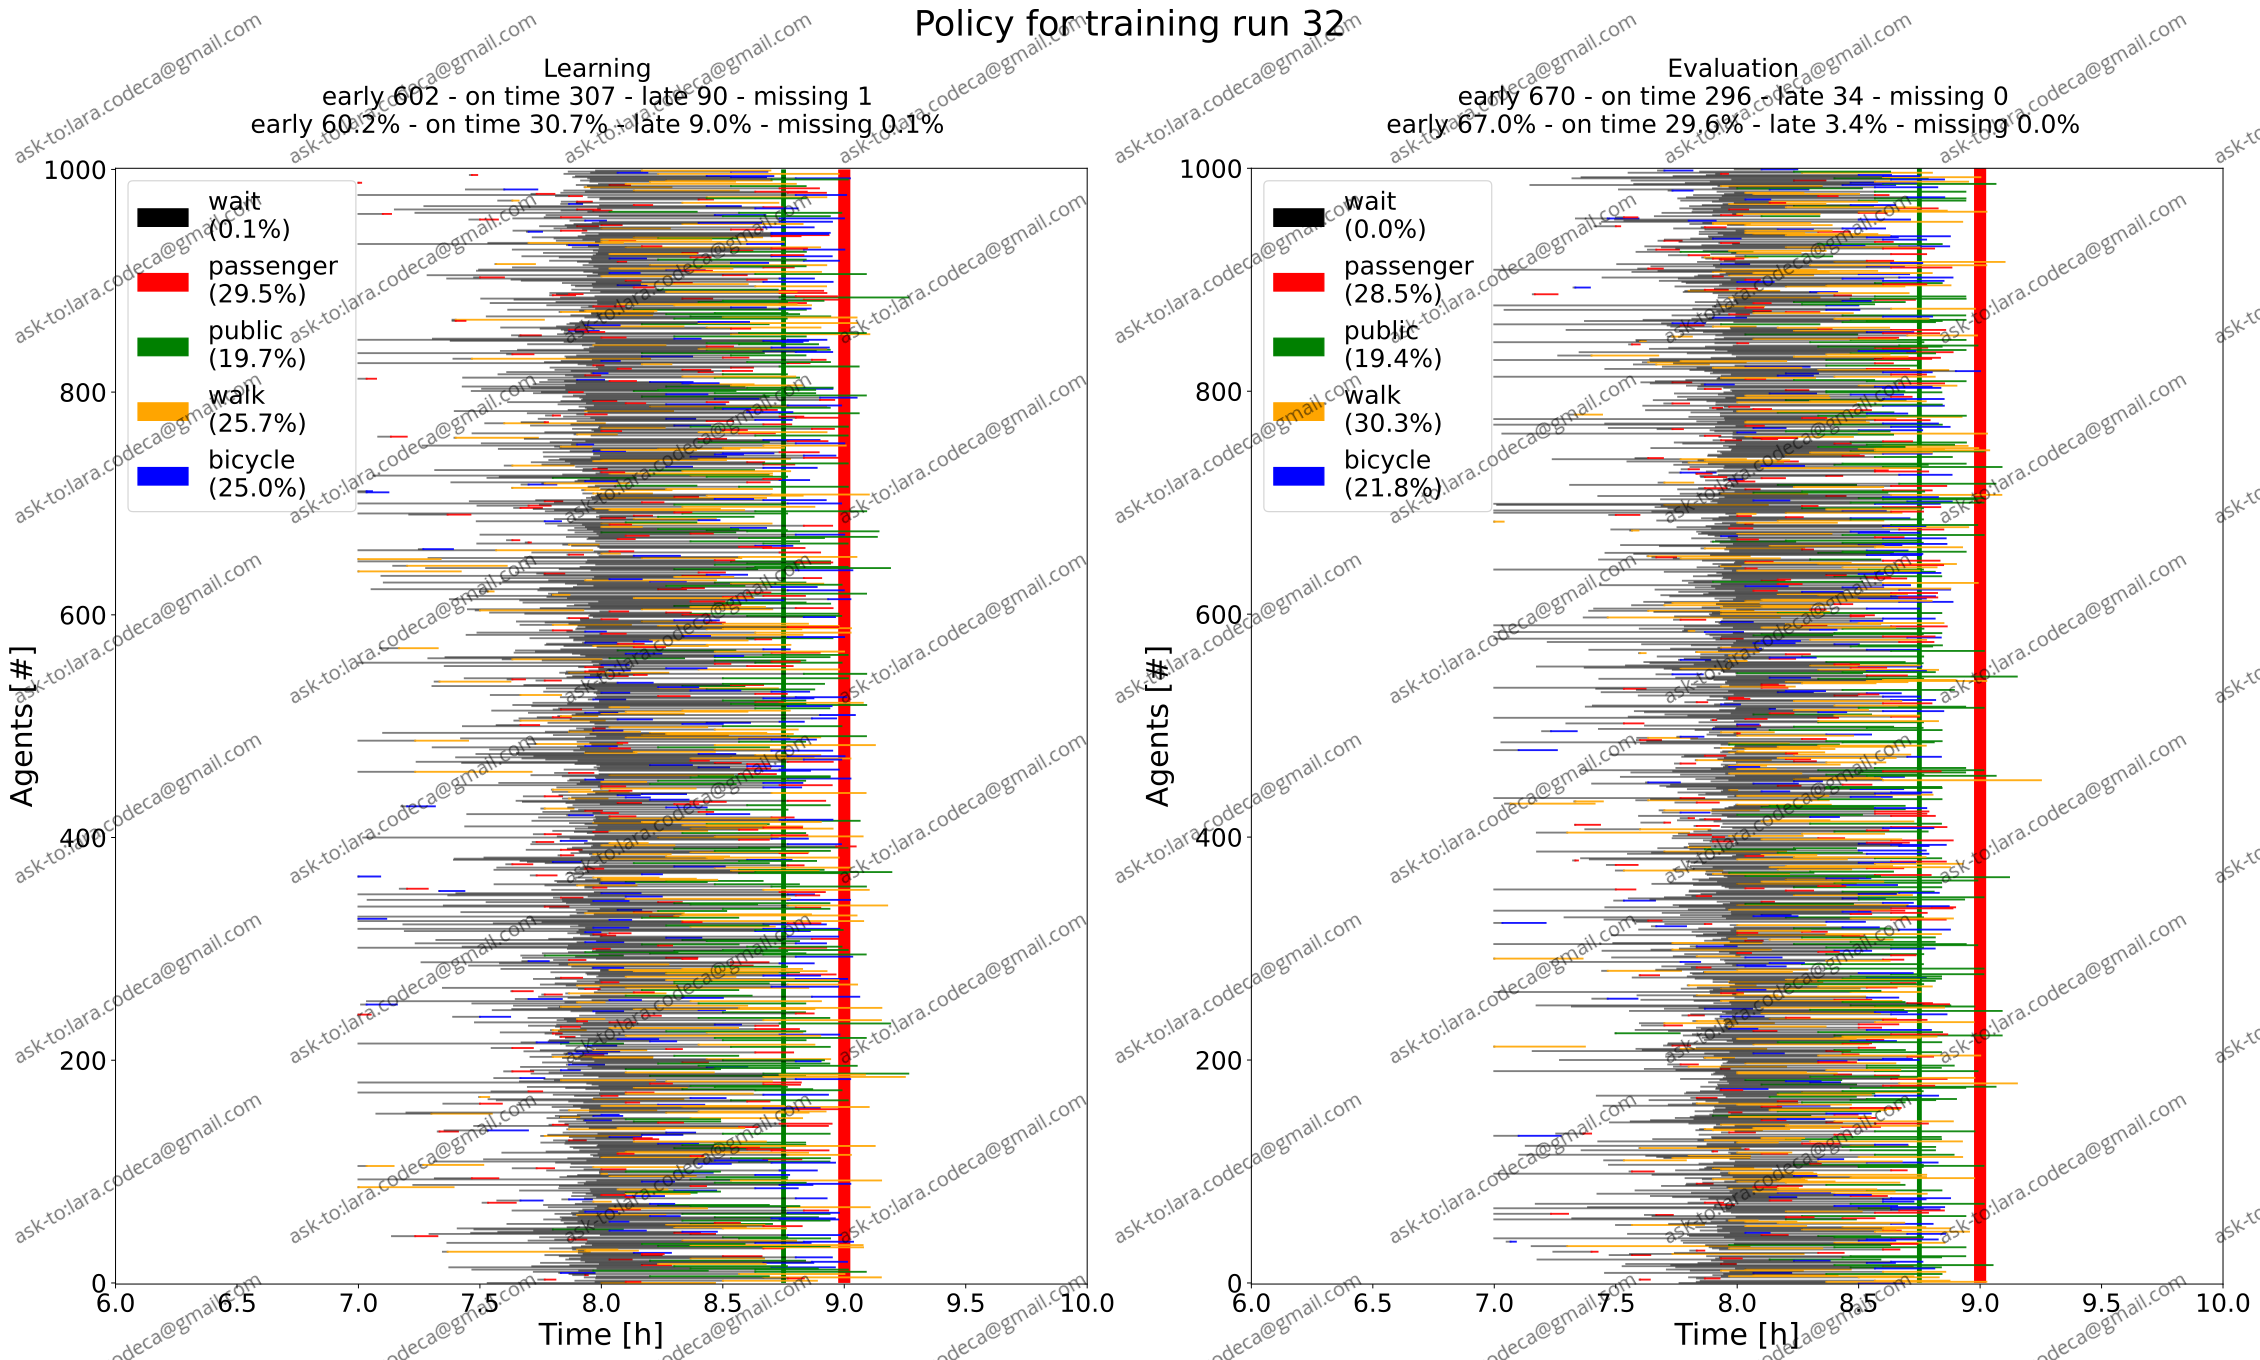 Policy for training run 32
Learning
early 602 - on time 307 - late 90 - missing 1
early 60.2% - on time 30.7% - late 9.0% - missing 0.1%
1000
800
600
400
200
0
Agents [#]
wait
(0.1%)
passenger
(29.5%)
public
(19.7%)
walk
(25.7%)
bicycle
(25.0%)
6.0 6.5 7.0 7.5 8.0 8.5 9.0 9.5 10.0
Time [h]
Evaluation
early 670 - on time 296 - late 34 - missing 0
early 67.0% - on time 29.6% - late 3.4% - missing 0.0%
1000
800
600
400
200
0
Agents [#]
wait
(0.0%)
passenger
(28.5%)
public
(19.4%)
walk
(30.3%)
bicycle
(21.8%)
6.0 6.5 7.0 7.5 8.0 8.5 9.0 9.5 10.0
Time [h]
ask-to:lara.codeca@gmail.com